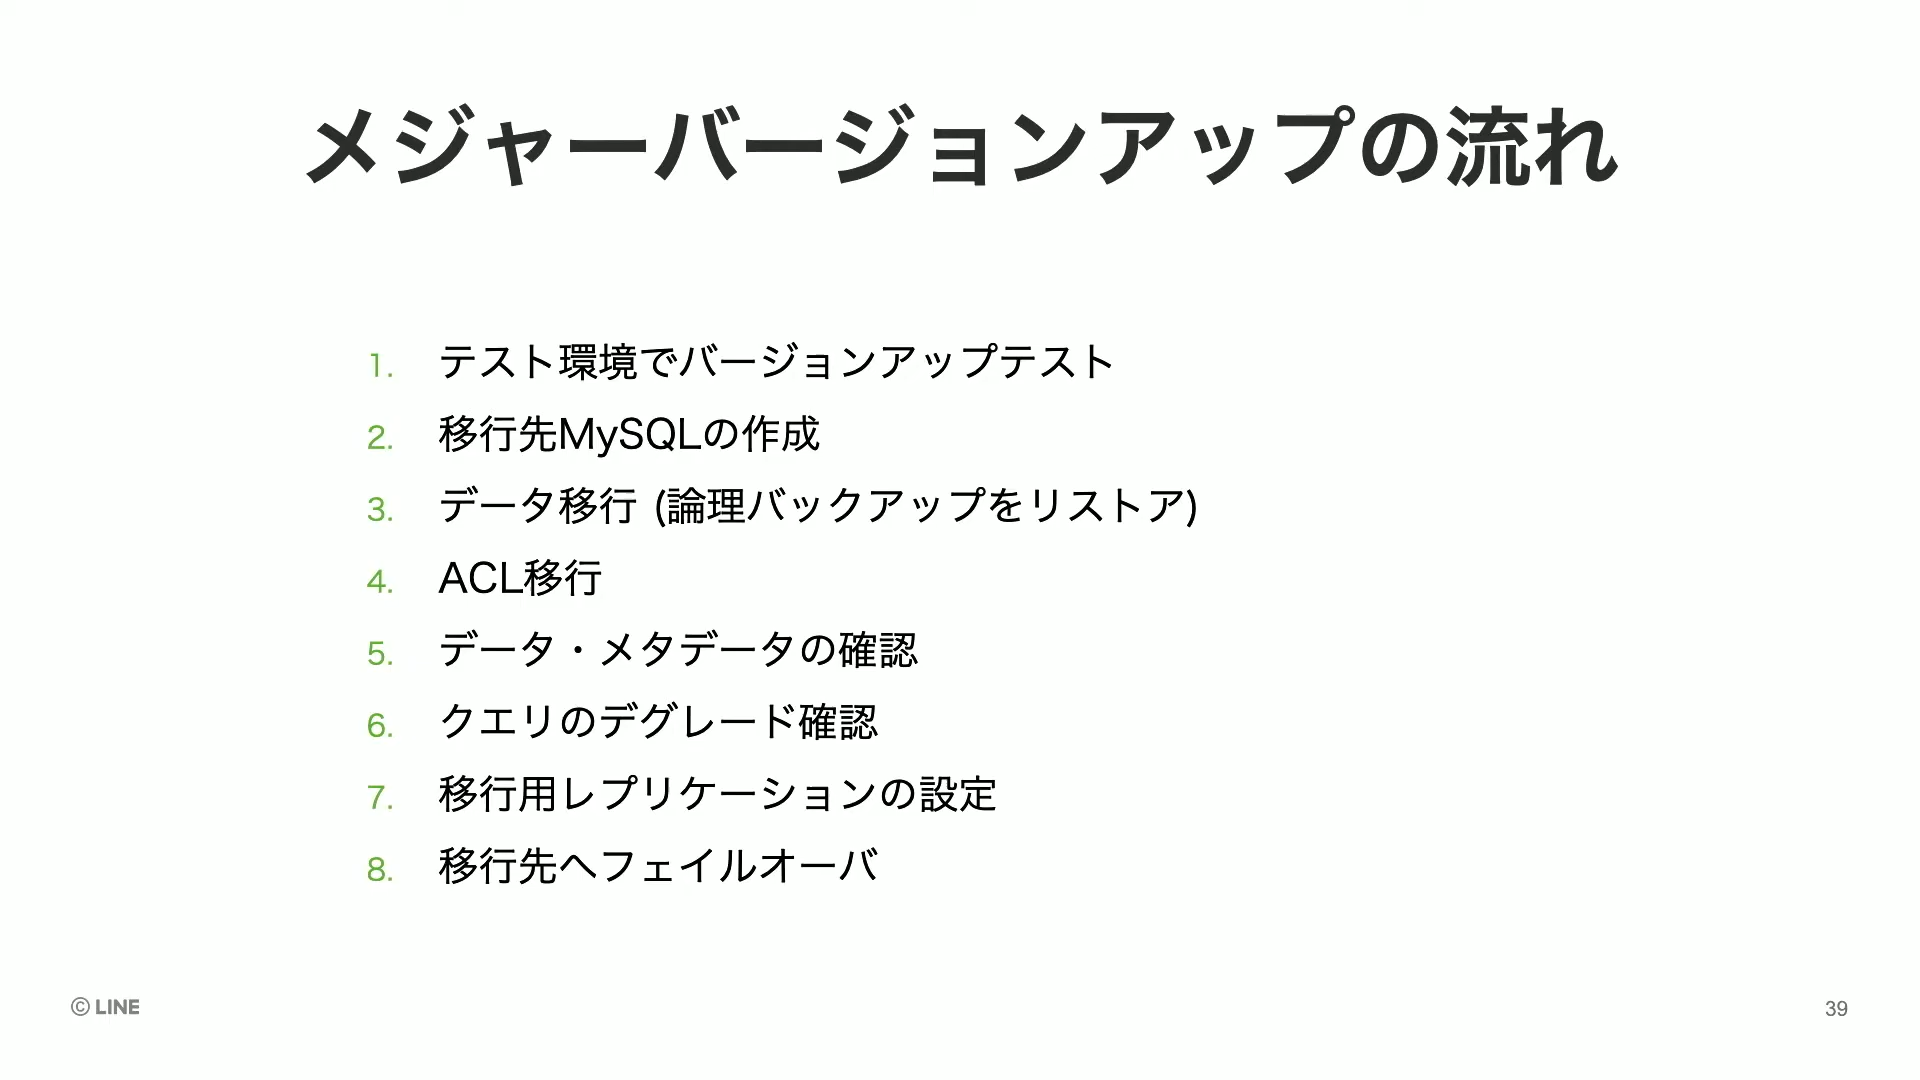 メジャーバージョンアップの流れ
1. テスト環境でバージョンアップテスト
2. 移行先MySQLの作成
3. データ移行 (論理バックアップをリストア)
4. ACL移行
5. データ・メタデータの確認
6. クエリのデグレード確認
7. 移行用レプリケーションの設定
8. 移行先へフェイルオーバ
© LINE
39